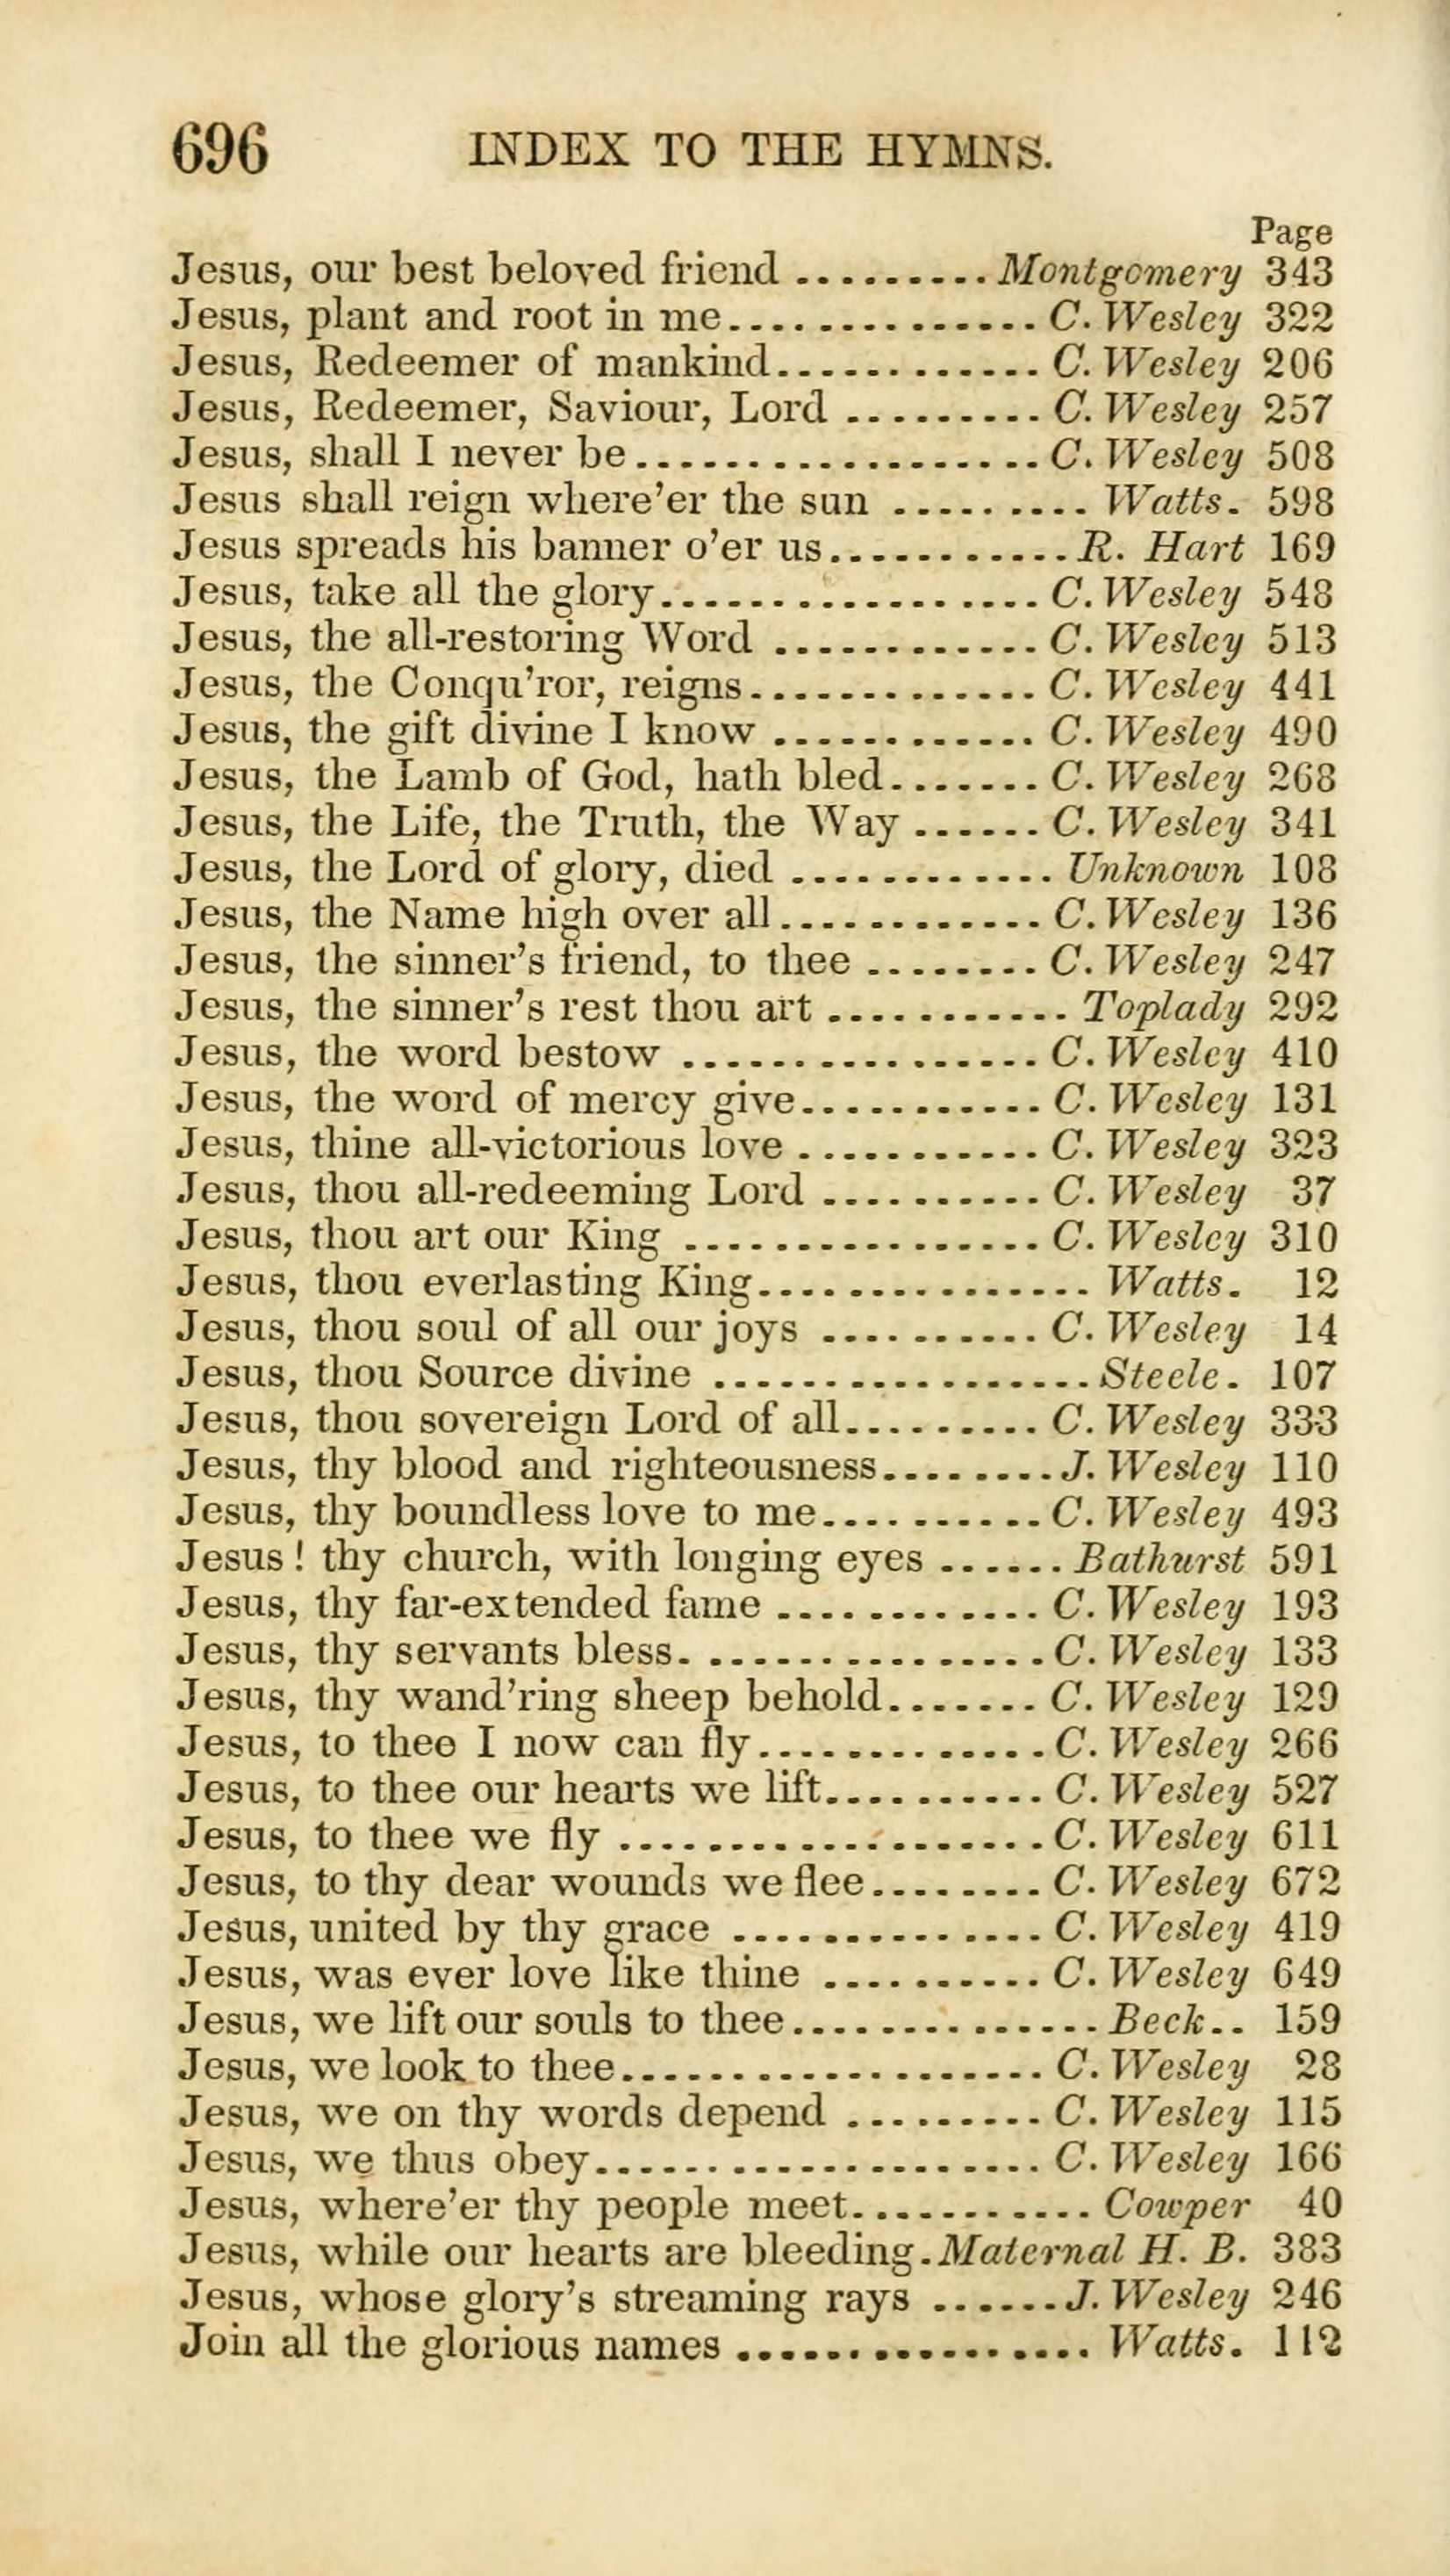 696 INDEX TO THE HYMNS.
Page
Jesus, our best beloved friend ......... Montgomery 343
Jesus, plant and root in me.............. C. Wesley 322
Jesus, Redeemer of mankind............ C. Wesley 206
Jesus, Redeemer, Saviour, Lord ......... C. Wesley 257
Jesus, shall I never be.................. C. Wesley 508
Jesus shall reign where'er the sun ......... Watts. 598
Jesus spreads his banner o'er us........... R. Hart 169
Jesus, take all the glory................. C. Wesley 548
Jesus, the all-restoring Word ............ C. Wesley 513
Jesus, the Conqu'ror, reigns............. C. Wesley 441
Jesus, the gift divine I know ............ C. Wesley 490
Jesus, the Lamb of God, hath bled....... C. Wesley 268
Jesus, the Life, the Truth, the Way ...... C. Wesley 341
Jesus, the Lord of glory, died ............ Unknown 108
Jesus, the Name high over all............ C. Wesley 136
Jesus, the sinner's friend, to thee ........ C. Wesley 247
Jesus, the sinner's rest thou art ........... Toplady 292
Jesus, the word bestow ................ C. Wesley 410
Jesus, the word of mercy give........... C. Wesley 131
Jesus, thine all-victorious love ........... C. Wesley 323
Jesus, thou all-redeeming Lord .......... C. Wesley 37
Jesus, thou art our King ................ C. Wesley 310
Jesus, thou everlasting King............... Watts. 12
Jesus, thou soul of all our joys .......... C. Wesley 14
Jesus, thou Source divine ................. Steele. 107
Jesus, thou sovereign Lord of all......... C. Wesley 333
Jesus, thy blood and righteousness........ J. Wesley 110
Jesus, thy boundless love to me.......... C. Wesley 493
Jesus! thy church, with longing eyes ...... Bathurst 591
Jesus, thy far-extended fame ............ C. Wesley 193
Jesus, thy servants bless. ............... C. Wesley 133
Jesus, thy wand'ring sheep behold....... C. Wesley 129
Jesus, to thee I now can fly............. C. Wesley 266
Jesus, to thee our hearts we lift.......... C. Wesley 527
Jesus, to thee we fly ................... C. Wesley 611
Jesus, to thy dear wounds we flee........ C. Wesley 672
Jesus, united by thy grace .............. C. Wesley 419
Jesus, was ever love like thine .......... C. Wesley 649
Jesus, we lift our souls to thee.............. Beck.. 159
Jesus, we look to thee................... C. Wesley 28
Jesus, we on thy words depend ......... C. Wesley 115
Jesus, we thus obey.................... C. Wesley 166
Jesus, where'er thy people meet........... Cowper 40
Jesus, while our hearts are bleeding. Maternal H. B. 383
Jesus, whose glory's streaming rays ...... J. Wesley 246
Join all the glorious names ................ Watts. 112